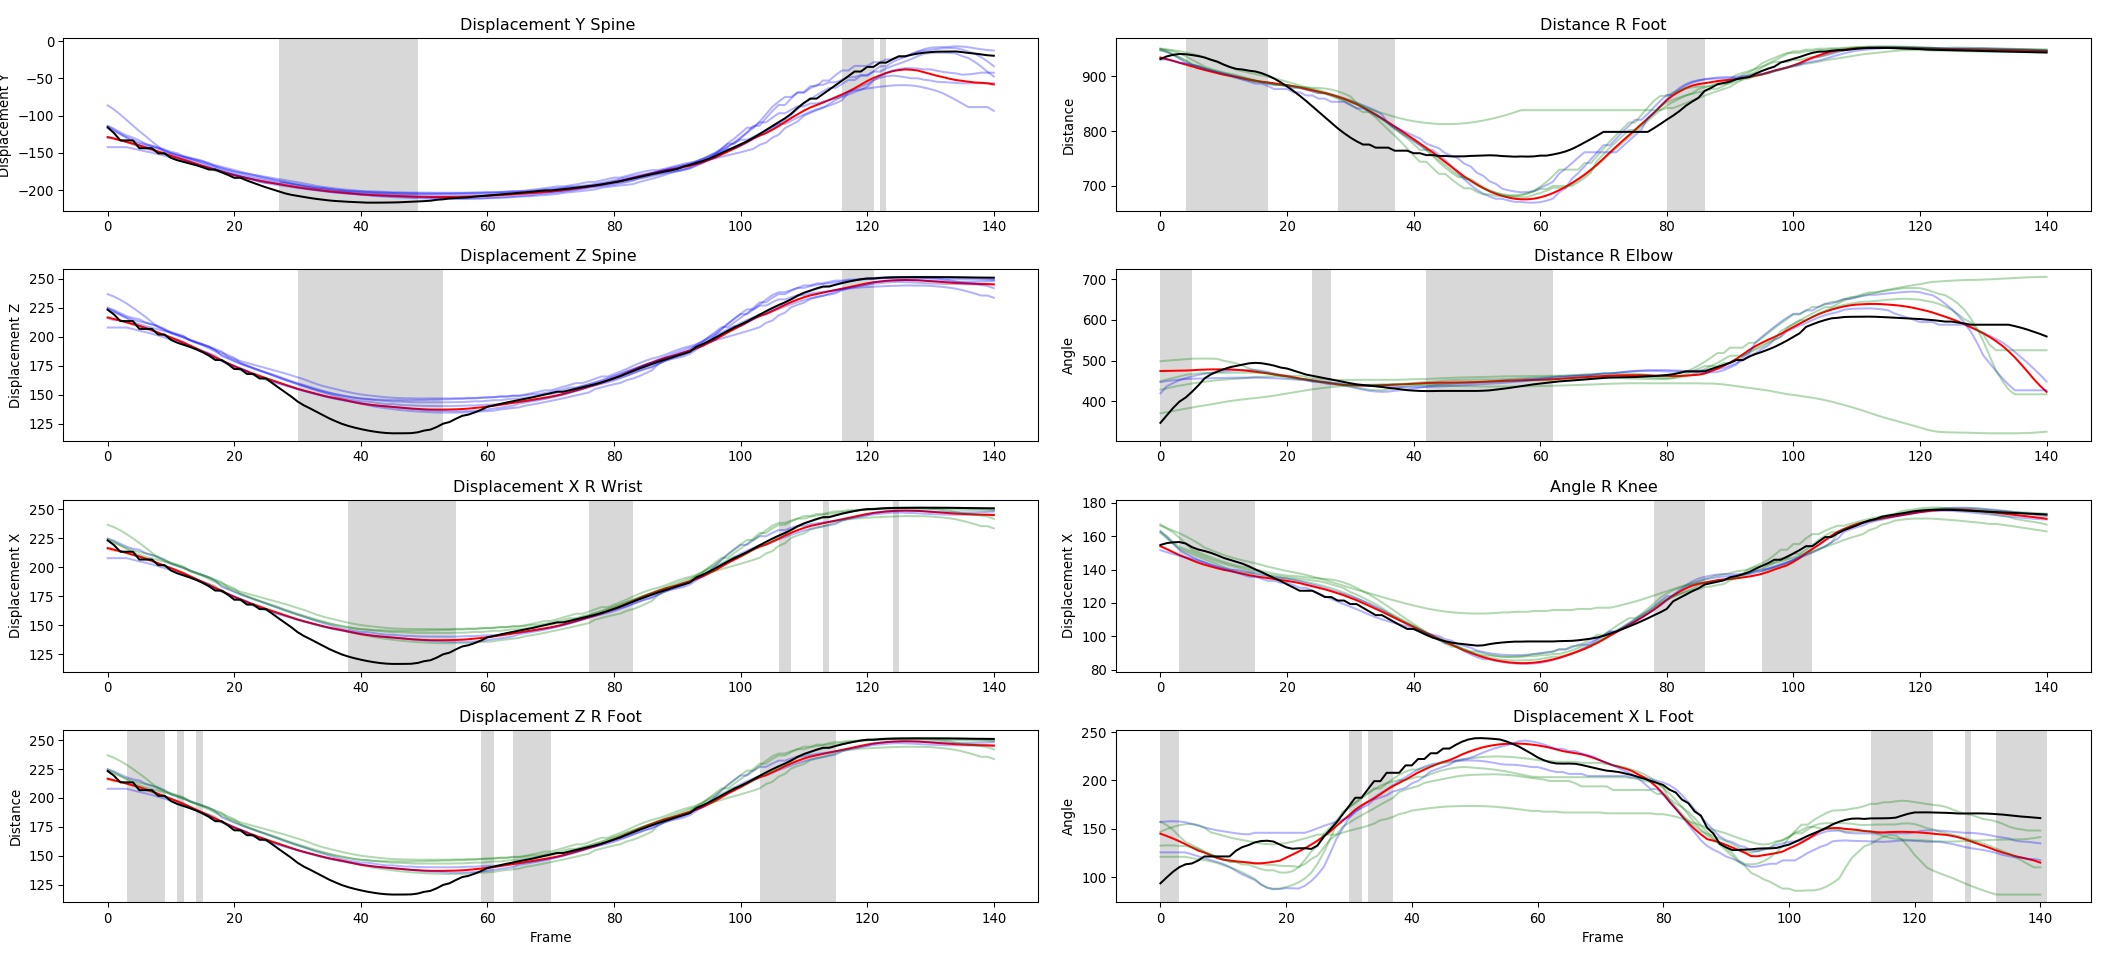 Displacement Y Spine
Displacement Y
0
−50
−100
−150
−200
0 20 40 60 80 100 120 140
Distance R Foot
Distance
900
800
700
0 20 40 60 80 100 120 140
Displacement Z Spine
Displacement Z
250
225
200
175
150
125
0 20 40 60 80 100 120 140
Distance R Elbow
Angle
700
600
500
400
0 20 40 60 80 100 120 140
Displacement X R Wrist
Displacement X
250
225
200
175
150
125
0 20 40 60 80 100 120 140
Angle R Knee
Displacement X
180
160
140
120
100
80
0 20 40 60 80 100 120 140
Displacement Z R Foot
Distance
250
225
200
175
150
125
0 20 40 60 80 100 120 140
Frame
Displacement X L Foot
Angle
250
200
150
100
0 20 40 60 80 100 120 140
Frame